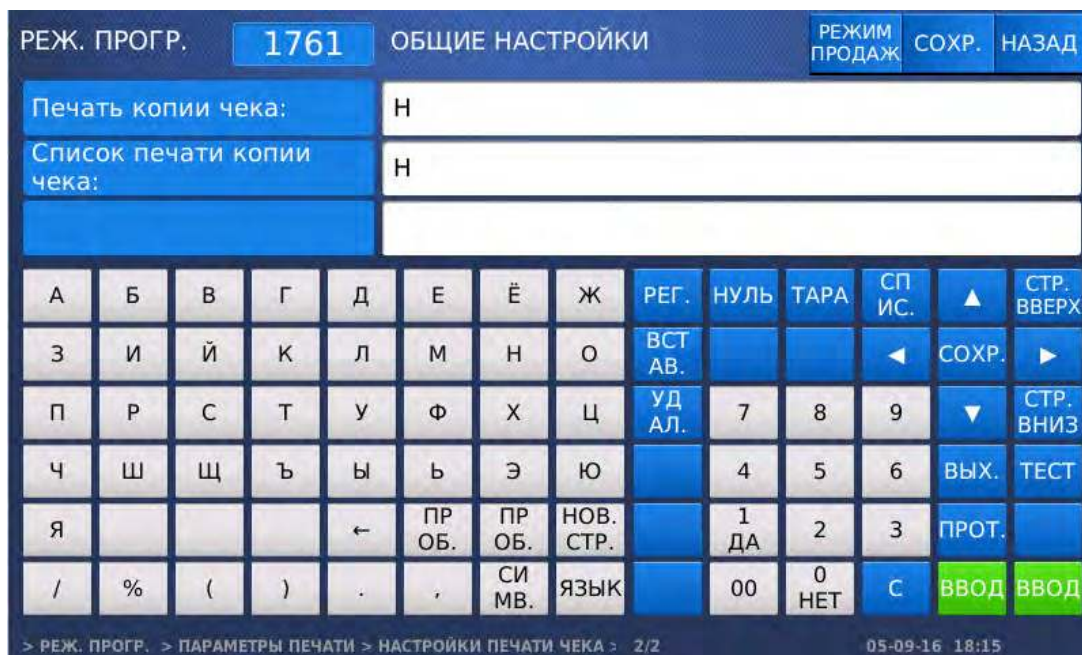 РЕЖ. ПРОГР. 1761 ОБЩИЕ НАСТРОЙКИ РЕЖИМ ПРОДАЖ СОХР. НАЗАД
Печать копии чека: Н
Список печати копии
чека: Н
А Б В Г Д Е Ё Ж РЕГ. НУЛЬ ТАРА СП ИС. ▲ СТР. ВВЕРХ
З И Й К Л М Н О ВСТ АВ. ◀ СОХР. ▶
П Р С Т У Ф Х Ц УД АЛ. 7 8 9 ▼ СТР. ВНИЗ
Ч Ш Щ Ъ Ы Ь Э Ю 4 5 6 ВЫХ. ТЕСТ
Я ← ПР ОБ. ПР ОБ. НОВ. СТР. 1 ДА 2 3 ПРОТ.
/ % ( ) . , СИ МВ. ЯЗЫК 00 0 НЕТ С ВВОД ВВОД
> РЕЖ. ПРОГР. > ПАРАМЕТРЫ ПЕЧАТИ > НАСТРОЙКИ ПЕЧАТИ ЧЕКА > 2/2 05-09-16 18:15